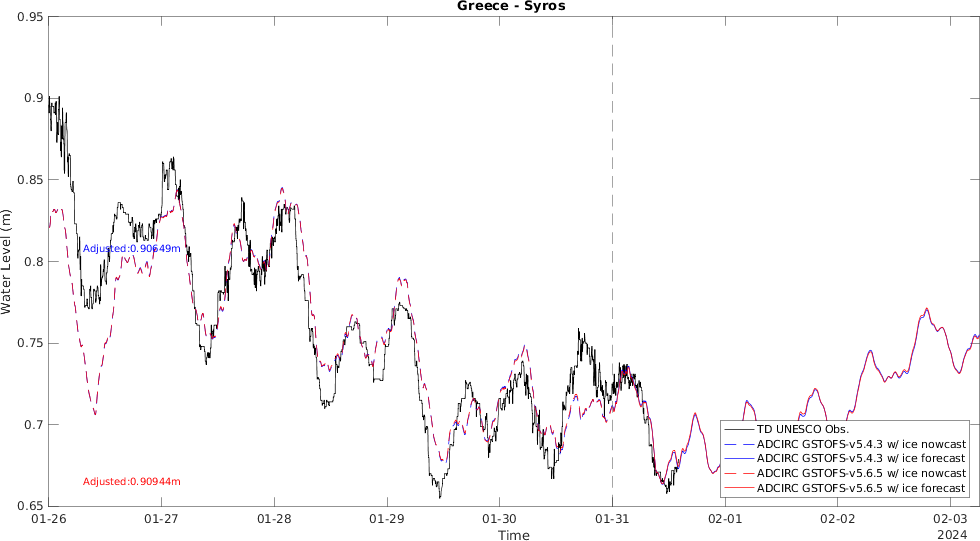 Greece - Syros
0.95
0.9
0.85
0.8
0.75
0.7
0.65
Water Level (m)
Adjusted:0.90649m
Adjusted:0.90944m
TD UNESCO Obs.
ADCIRC GSTOFS-v5.4.3 w/ ice nowcast
ADCIRC GSTOFS-v5.4.3 w/ ice forecast
ADCIRC GSTOFS-v5.6.5 w/ ice nowcast
ADCIRC GSTOFS-v5.6.5 w/ ice forecast
01-26 01-27 01-28 01-29 01-30 01-31 02-01 02-02 02-03
Time 2024